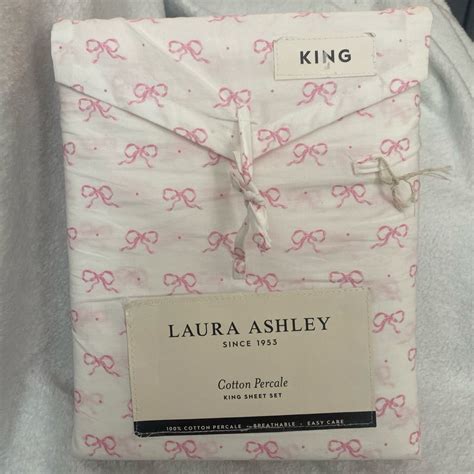 KING
LAURA ASHLEY
SINCE 1953
Cotton Percale
KING SHEET SET
100% COTTON PERCALE - BREATHABLE - EASY CARE